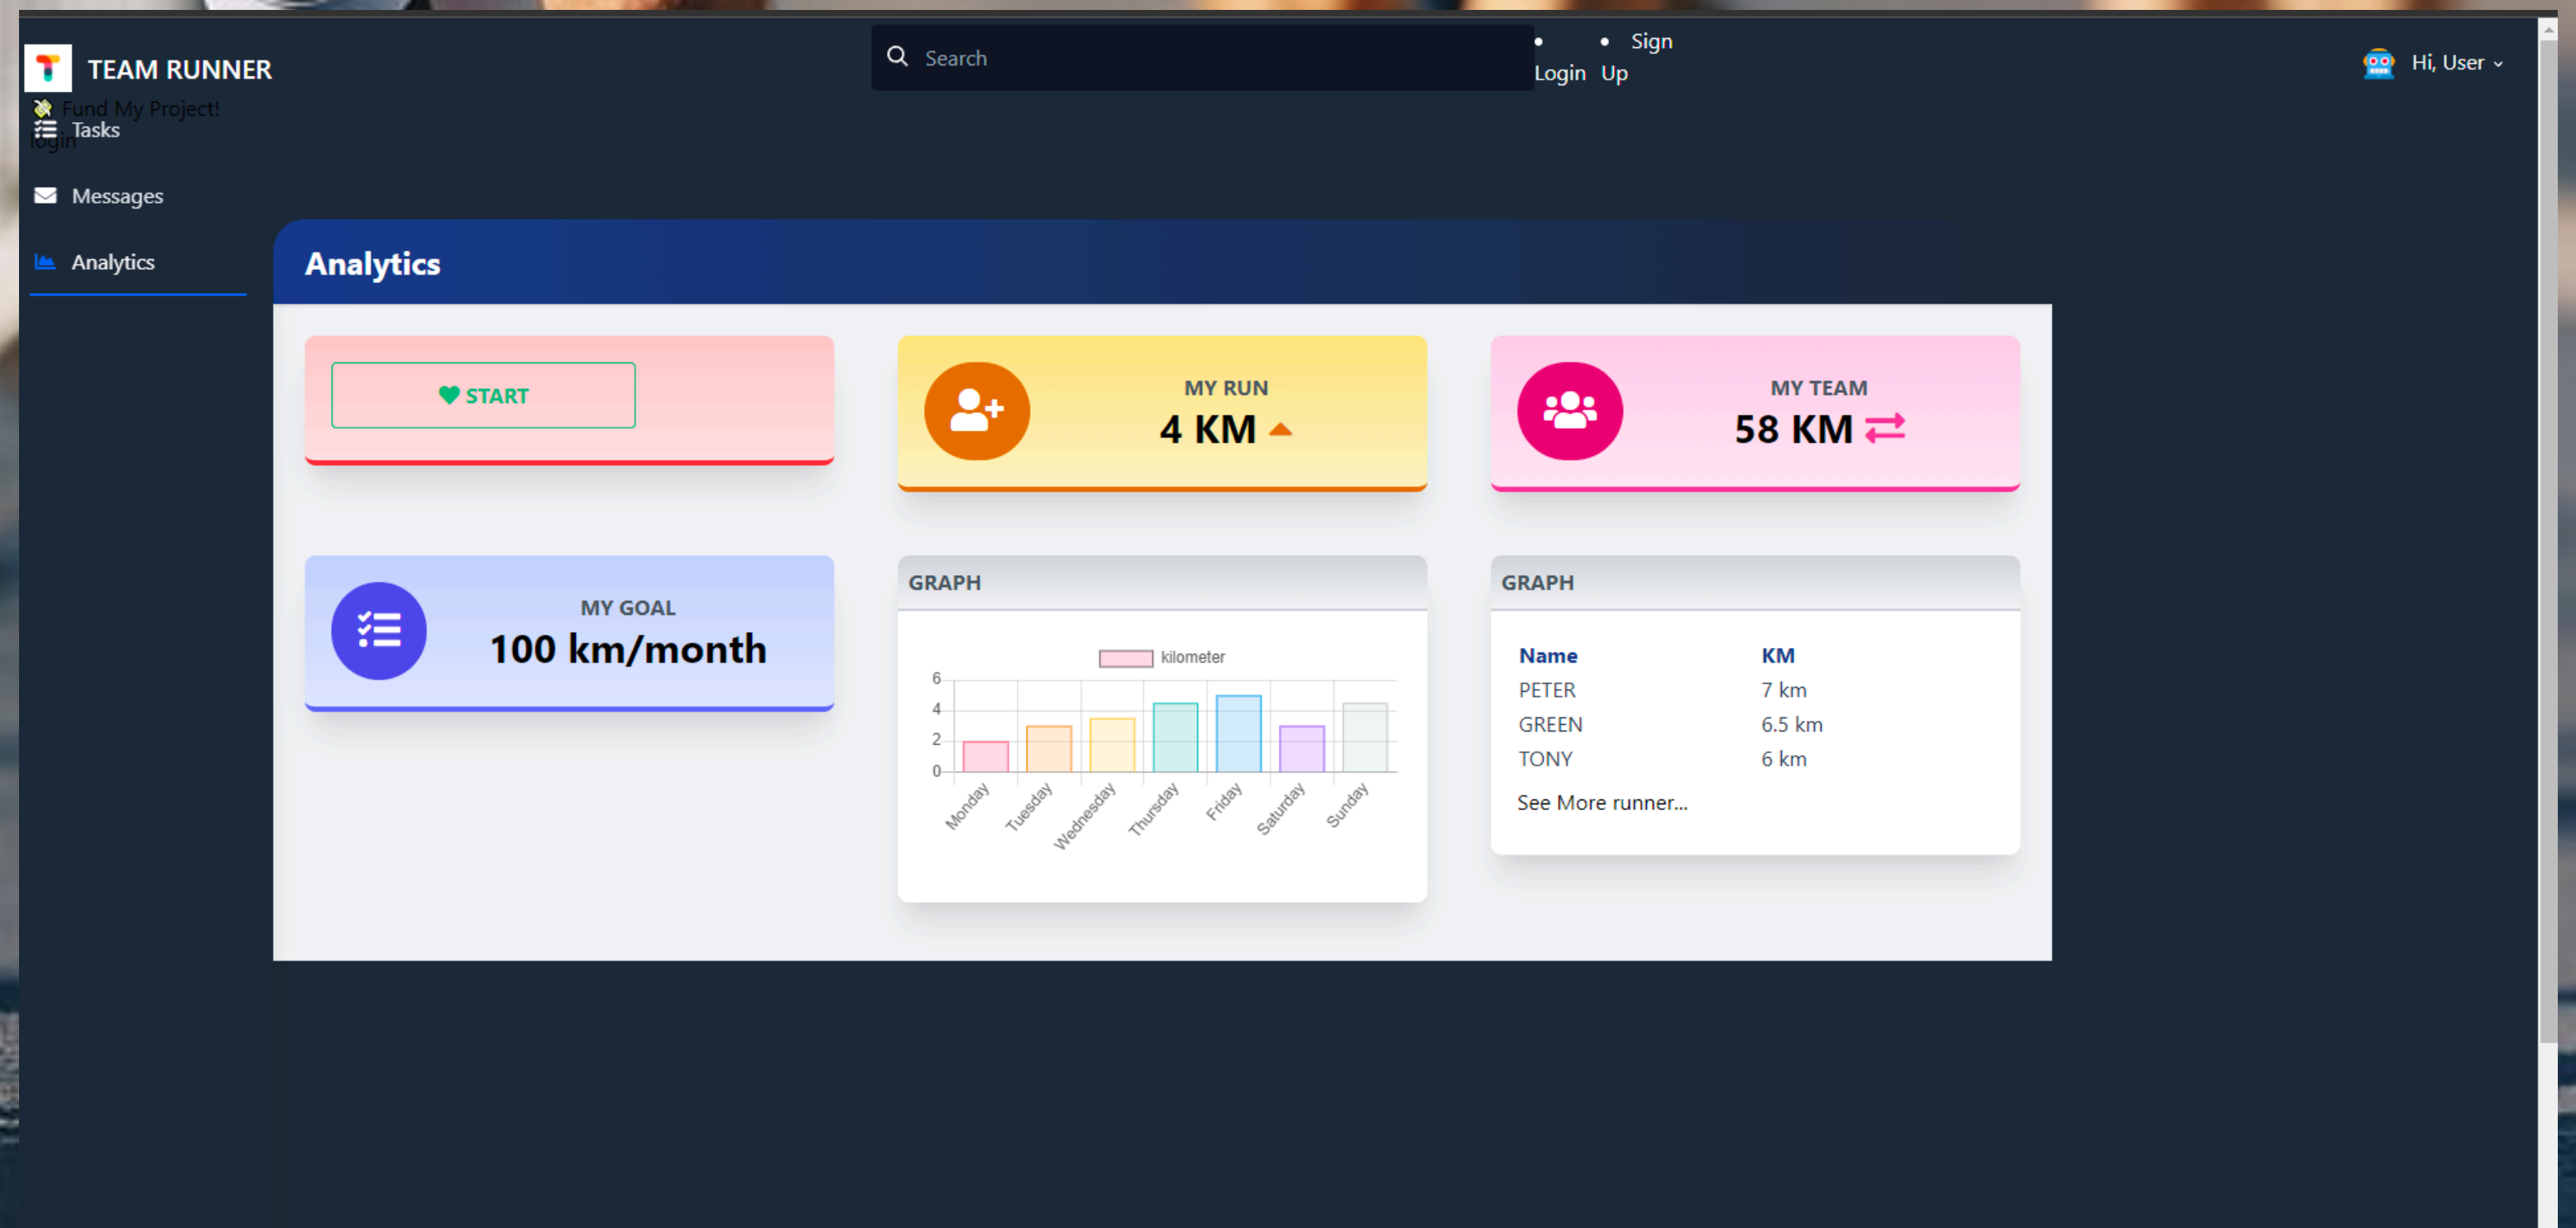 TEAM RUNNER
Search
Login
Sign Up
Hi, User
Fund My Project!
login
Tasks
Messages
Analytics
Analytics
START
MY RUN
4 KM
MY TEAM
58 KM
MY GOAL
100 km/month
GRAPH
kilometer
6
4
2
0
Monday
Tuesday
Wednesday
Thursday
Friday
Saturday
Sunday
GRAPH
Name KM
PETER 7 km
GREEN 6.5 km
TONY 6 km
See More runner...